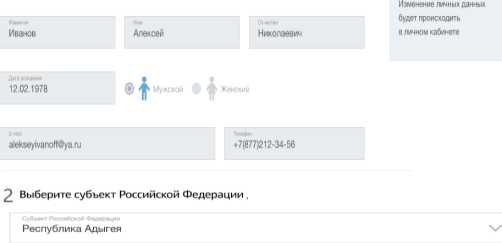 Фамилия Имя Отчество
Изменение личных данных
Иванов Алексей Николаевич
будет происходить
в личном кабинете
Дата рождения
12.02.1978 Мужской Женский
E-mail Телефон
alekseyivanoff@ya.ru +7(877)212-34-56
2 Выберите субъект Российской Федерации .
Субъект Российской Федерации
Республика Адыгея